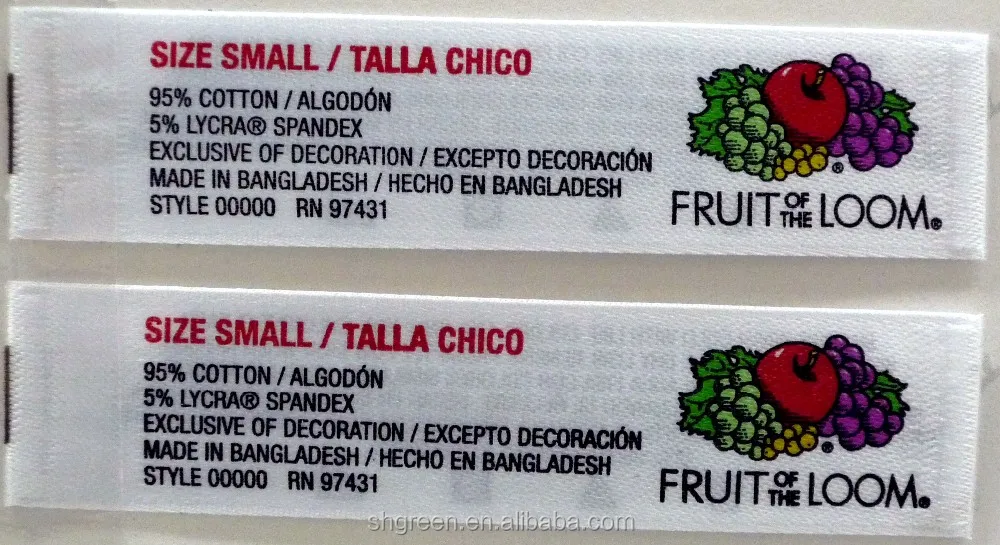 SIZE SMALL / TALLA CHICO
95% COTTON / ALGODÓN
5% LYCRA® SPANDEX
EXCLUSIVE OF DECORATION / EXCEPTO DECORACIÓN
MADE IN BANGLADESH / HECHO EN BANGLADESH
STYLE 00000 RN 97431
®
FRUIT OF THE LOOM®
SIZE SMALL / TALLA CHICO
95% COTTON / ALGODÓN
5% LYCRA® SPANDEX
EXCLUSIVE OF DECORATION / EXCEPTO DECORACIÓN
MADE IN BANGLADESH / HECHO EN BANGLADESH
STYLE 00000 RN 97431
®
FRUIT OF THE LOOM®
shgreen.en.alibaba.com